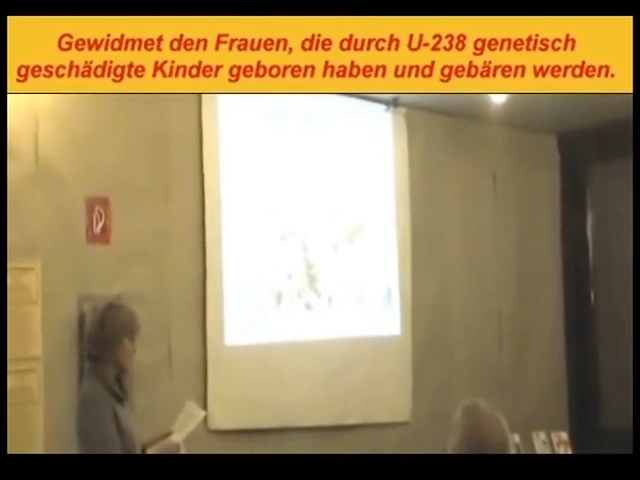 Gewidmet den Frauen, die durch U-238 genetisch
geschädigte Kinder geboren haben und gebären werden.